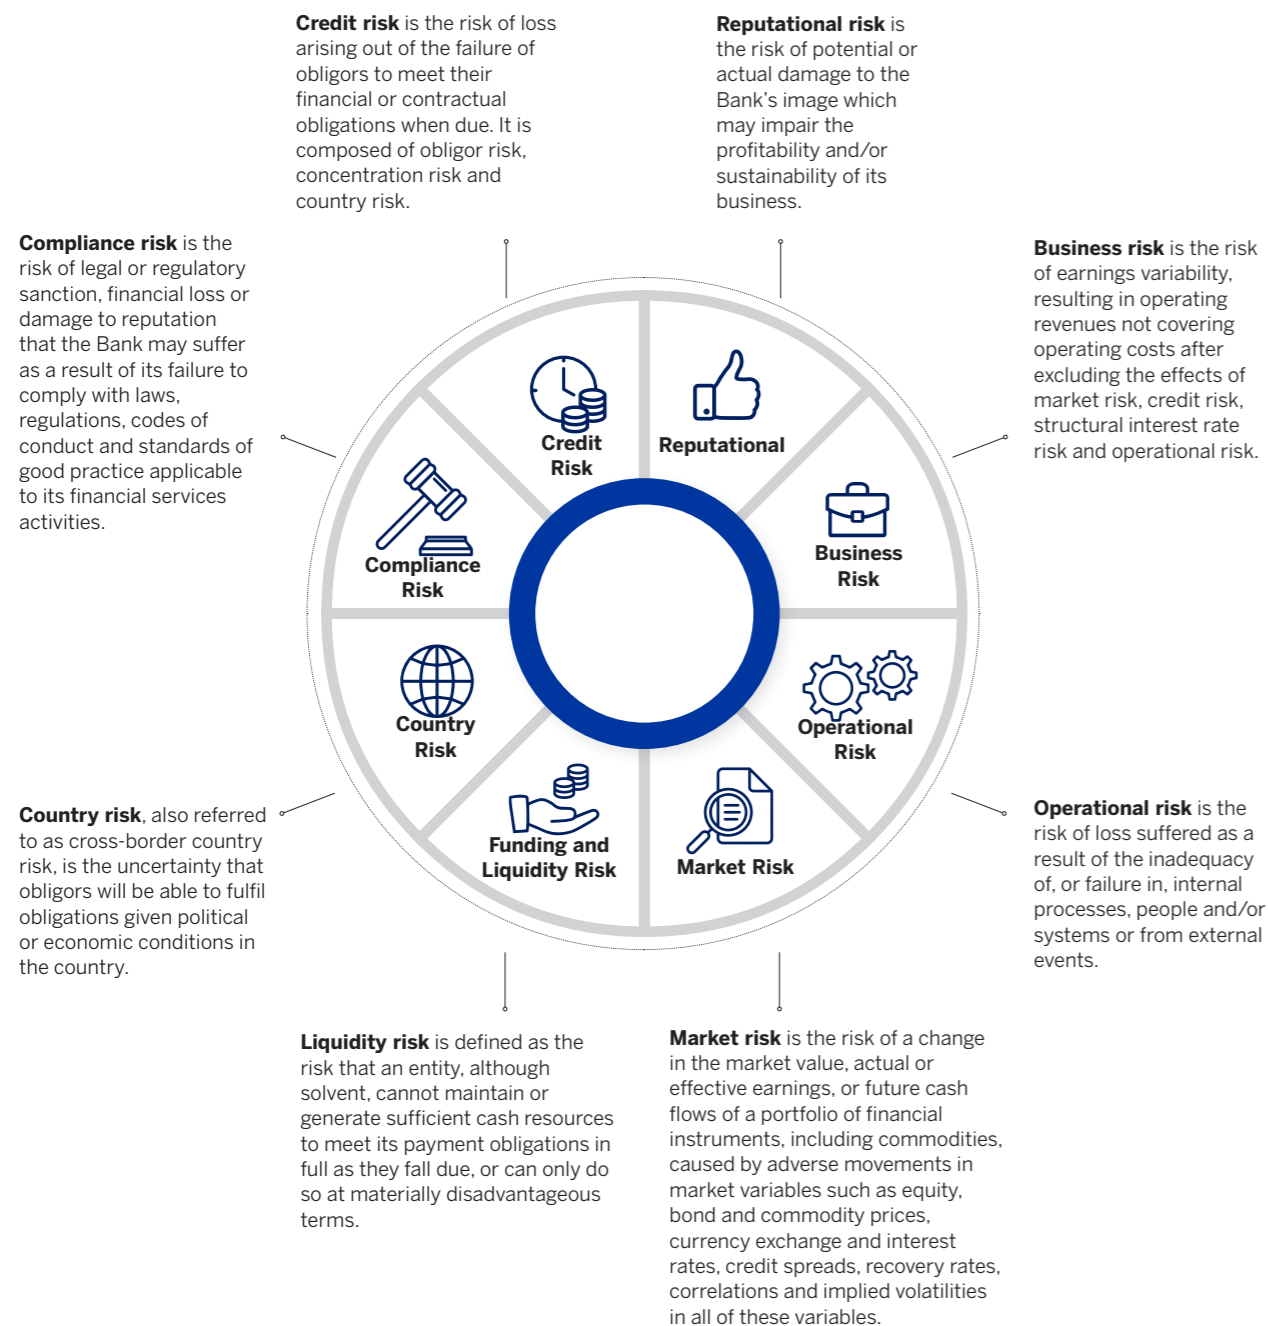 Credit risk is the risk of loss
arising out of the failure of
obligors to meet their
financial or contractual
obligations when due. It is
composed of obligor risk,
concentration risk and
country risk.
Reputational risk is
the risk of potential or
actual damage to the
Bank’s image which
may impair the
profitability and/or
sustainability of its
business.
Compliance risk is the
risk of legal or regulatory
sanction, financial loss or
damage to reputation
that the Bank may suffer
as a result of its failure to
comply with laws,
regulations, codes of
conduct and standards of
good practice applicable
to its financial services
activities.
Business risk is the risk
of earnings variability,
resulting in operating
revenues not covering
operating costs after
excluding the effects of
market risk, credit risk,
structural interest rate
risk and operational risk.
Credit
Risk
Reputational
Compliance
Risk
Business
Risk
Country
Risk
Operational
Risk
Funding and
Liquidity Risk
Market Risk
Country risk, also referred
to as cross-border country
risk, is the uncertainty that
obligors will be able to fulfil
obligations given political
or economic conditions in
the country.
Operational risk is the
risk of loss suffered as a
result of the inadequacy
of, or failure in, internal
processes, people and/or
systems or from external
events.
Liquidity risk is defined as the
risk that an entity, although
solvent, cannot maintain or
generate sufficient cash resources
to meet its payment obligations in
full as they fall due, or can only do
so at materially disadvantageous
terms.
Market risk is the risk of a change
in the market value, actual or
effective earnings, or future cash
flows of a portfolio of financial
instruments, including commodities,
caused by adverse movements in
market variables such as equity,
bond and commodity prices,
currency exchange and interest
rates, credit spreads, recovery rates,
correlations and implied volatilities
in all of these variables.